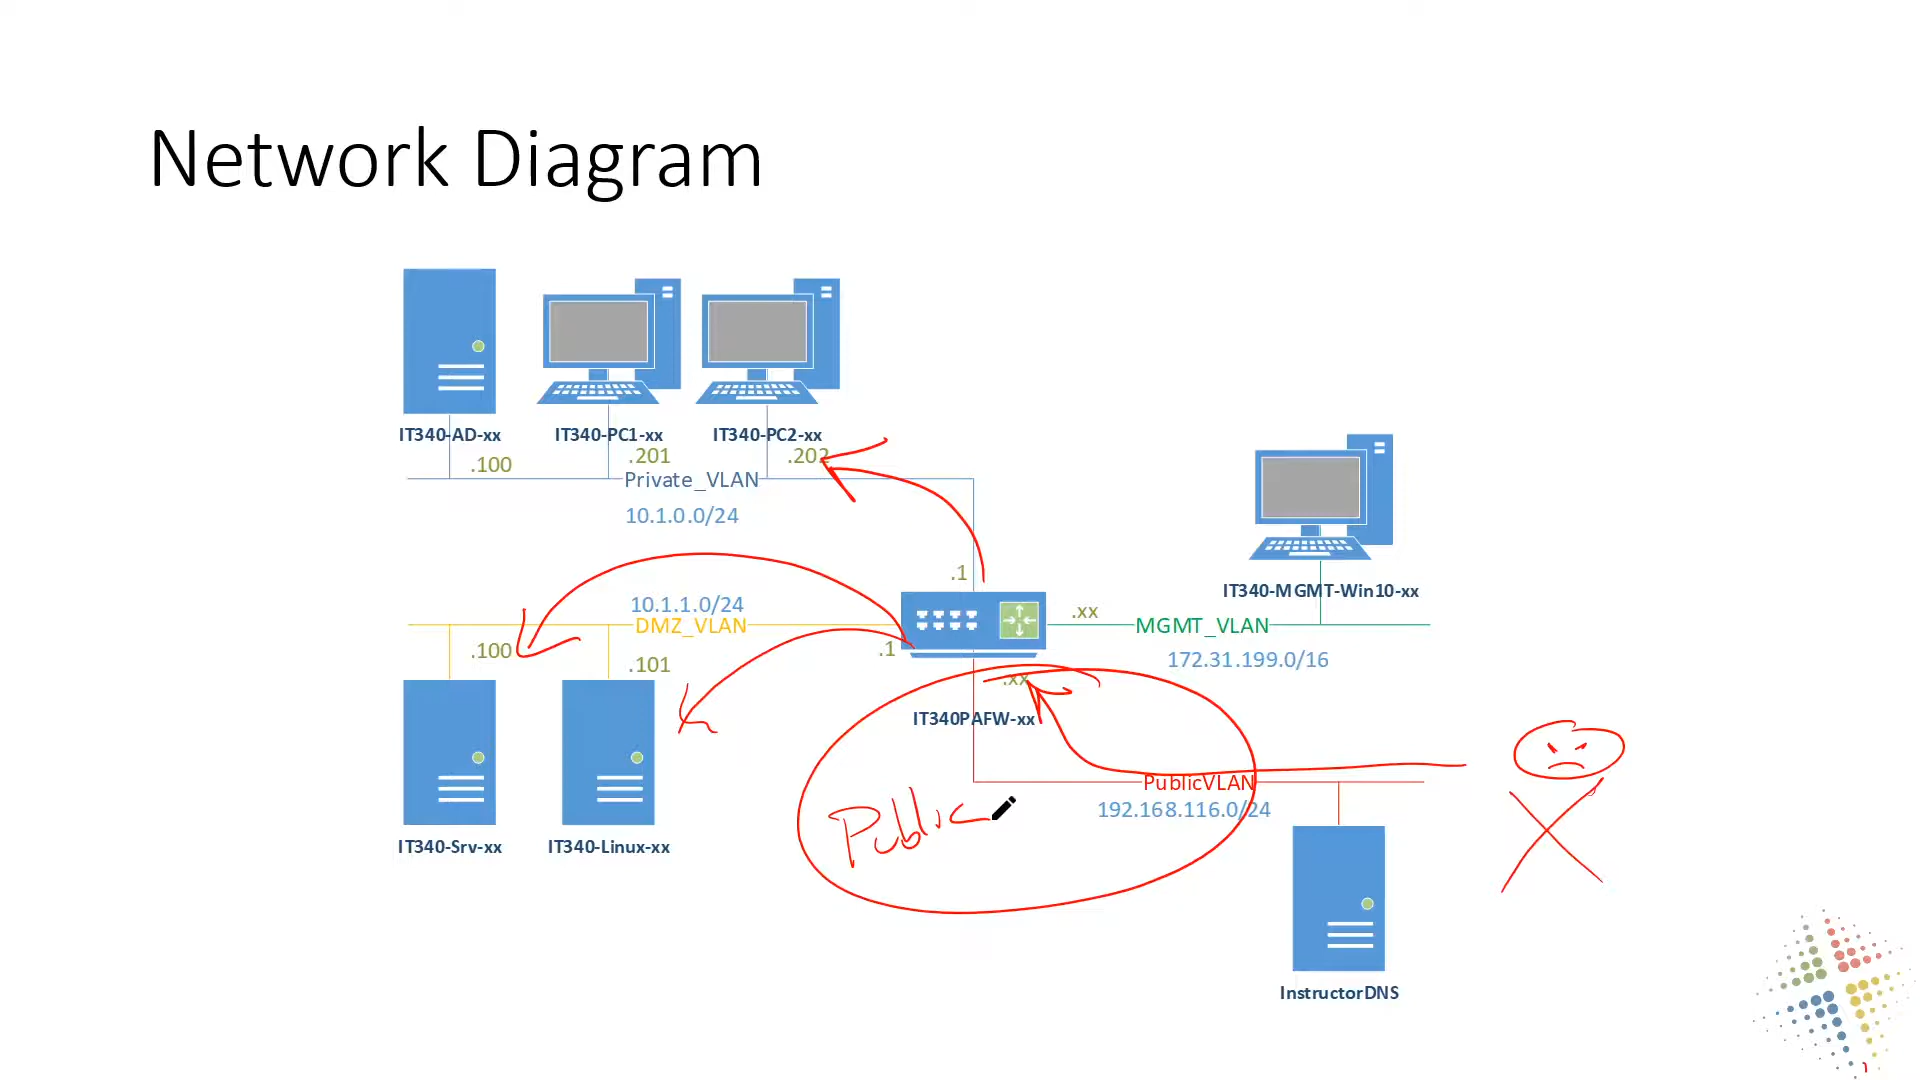 Network Diagram
IT340-AD-xx
IT340-PC1-xx
IT340-PC2-xx
.100
.201
.202
Private_VLAN
10.1.0.0/24
.1
IT340-MGMT-Win10-xx
10.1.1.0/24
DMZ_VLAN
.xx
MGMT_VLAN
172.31.199.0/16
.100
.101
.1
.xx
IT340PAFW-xx
PublicVLAN
192.168.116.0/24
Public
IT340-Srv-xx
IT340-Linux-xx
InstructorDNS